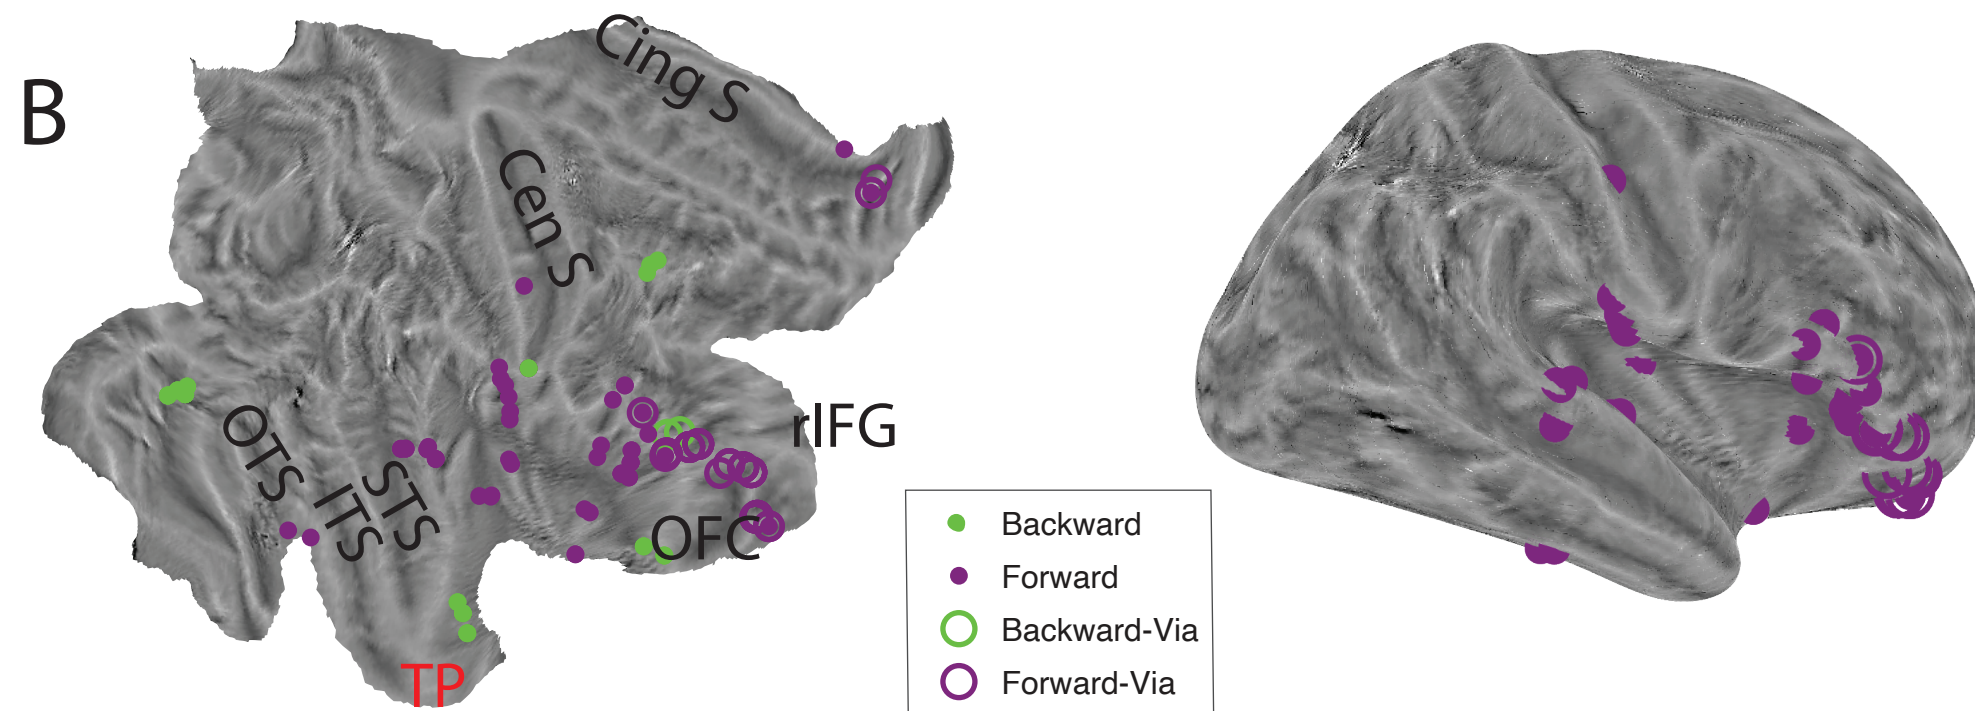 B
Cing S
Cen S
OTS
ITS
STS
rIFG
OFC
TP
Backward
Forward
Backward-Via
Forward-Via